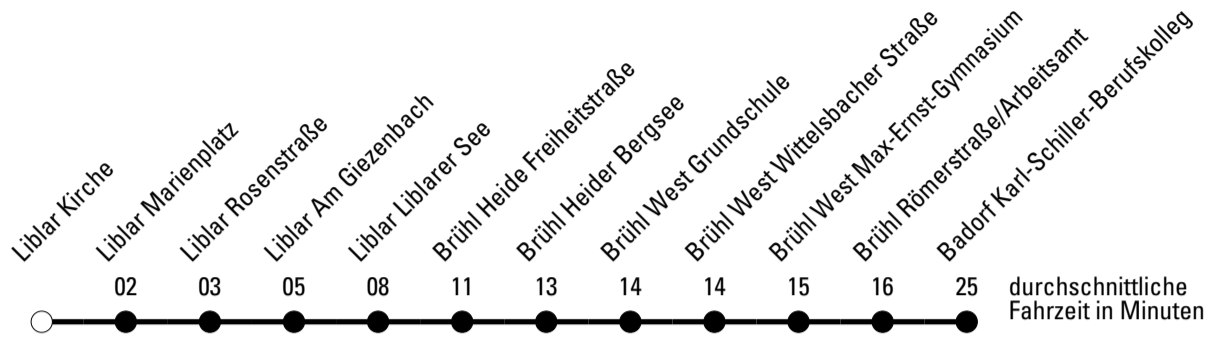 Liblar Kirche
Liblar Marienplatz
Liblar Rosenstraße
Liblar Am Giezenbach
Liblar Liblarer See
Brühl Heide Freiheitstraße
Brühl Heider Bergsee
Brühl West Grundschule
Brühl West Wittelsbacher Straße
Brühl West Max-Ernst-Gymnasium
Brühl Römerstraße/Arbeitsamt
Badorf Karl-Schiller-Berufskolleg
02 03 05 08 11 13 14 14 15 16 25
durchschnittliche
Fahrzeit in Minuten